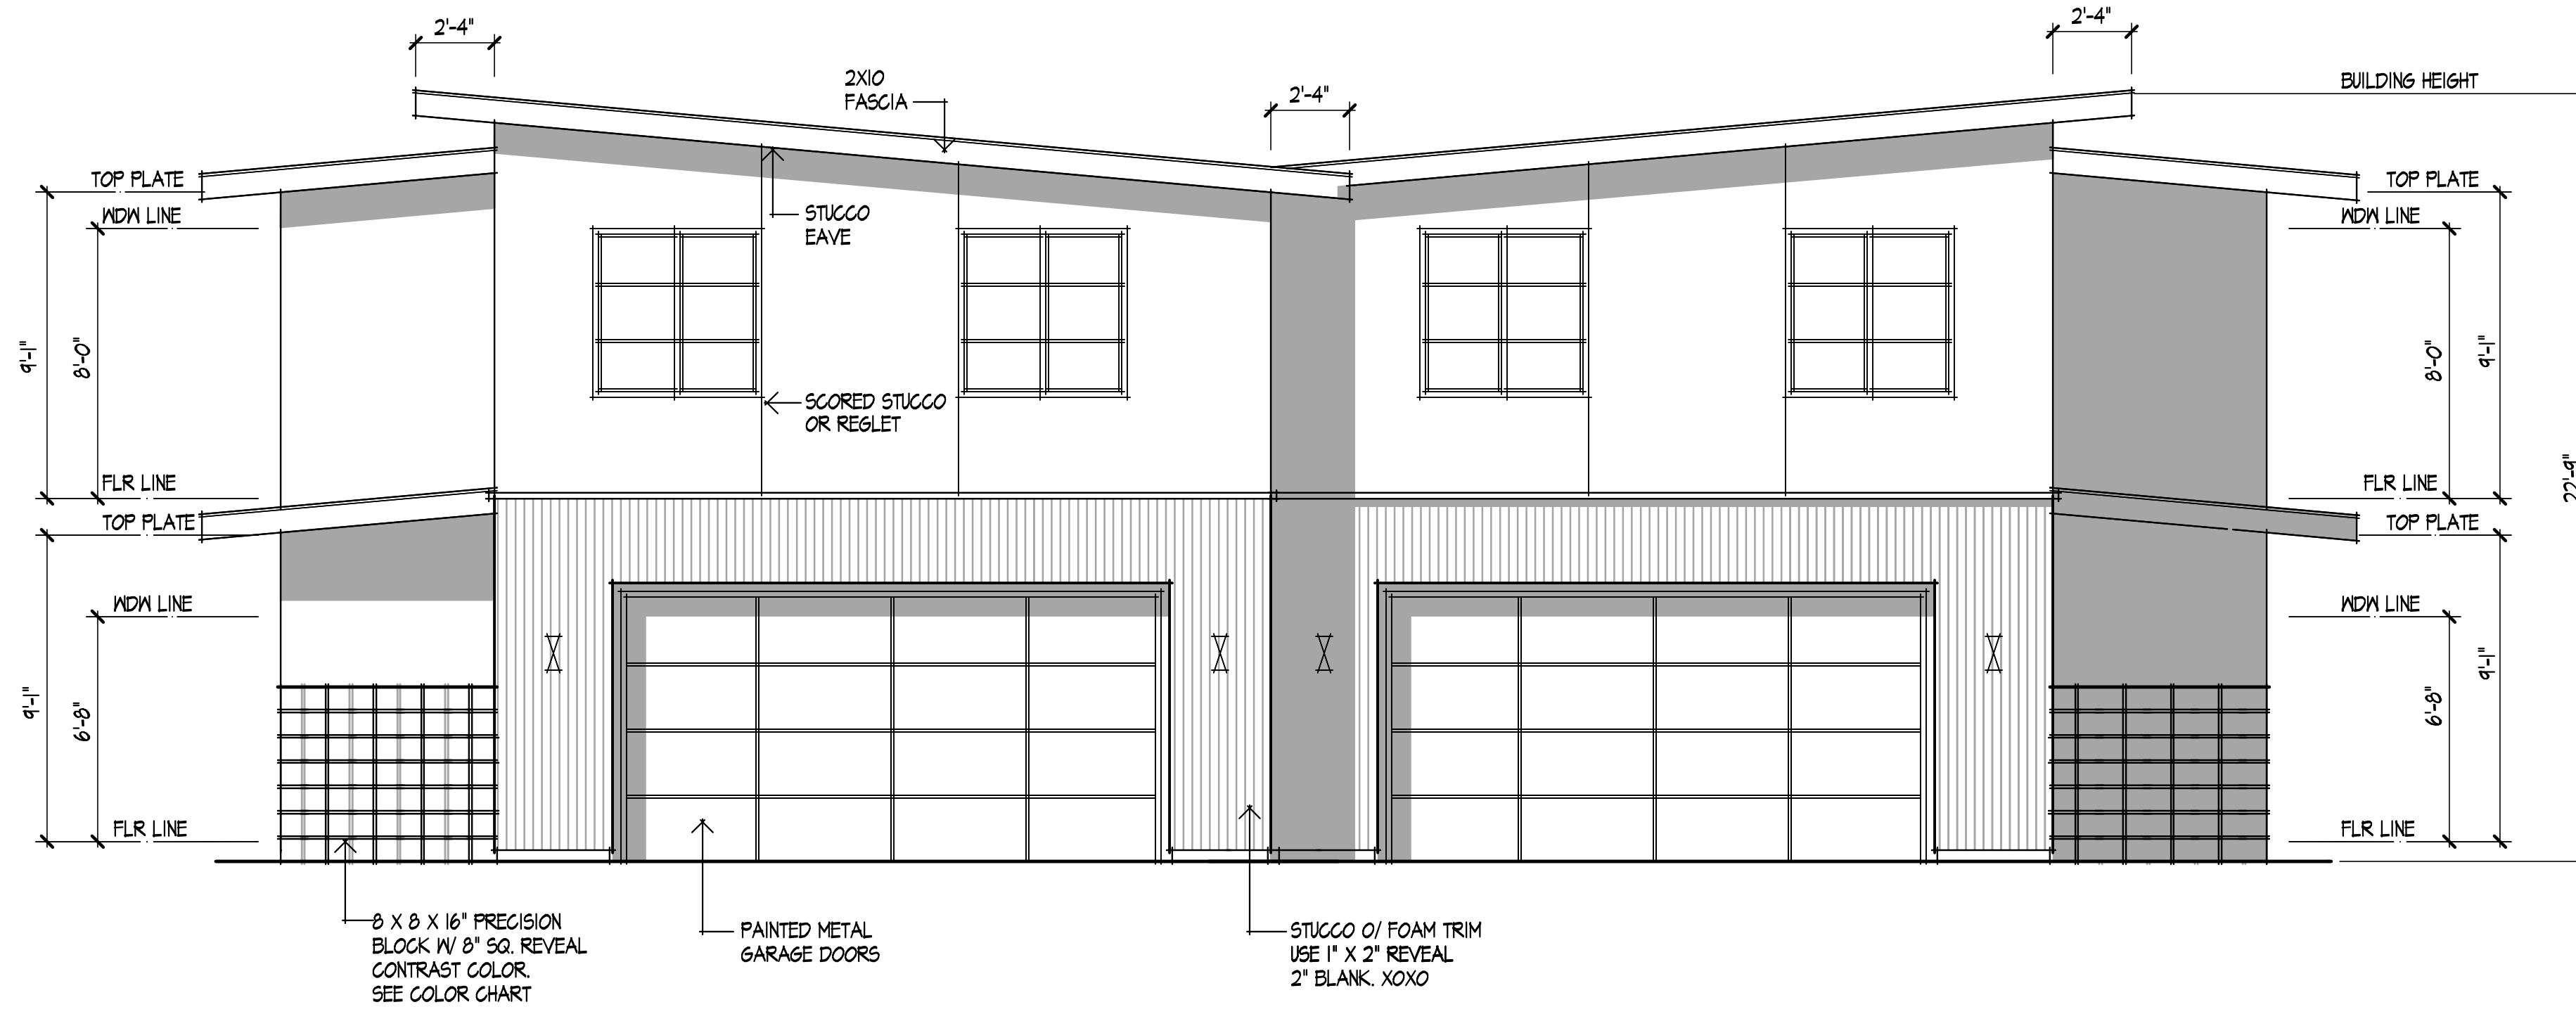 2'-4"
2'-4"
2X10
FASCIA
2'-4"
BUILDING HEIGHT
TOP PLATE
TOP PLATE
WDW LINE
WDW LINE
STUCCO
EAVE
9'-1"
8'-0"
8'-0"
9'-1"
SCORED STUCCO
OR REGLET
FLR LINE
FLR LINE
22'-9"
TOP PLATE
TOP PLATE
WDW LINE
WDW LINE
9'-1"
6'-8"
6'-8"
9'-1"
FLR LINE
FLR LINE
8 X 8 X 16" PRECISION
BLOCK W/ 8" SQ. REVEAL
CONTRAST COLOR.
SEE COLOR CHART
PAINTED METAL
GARAGE DOORS
STUCCO O/ FOAM TRIM
USE 1" X 2" REVEAL
2" BLANK. XOXO